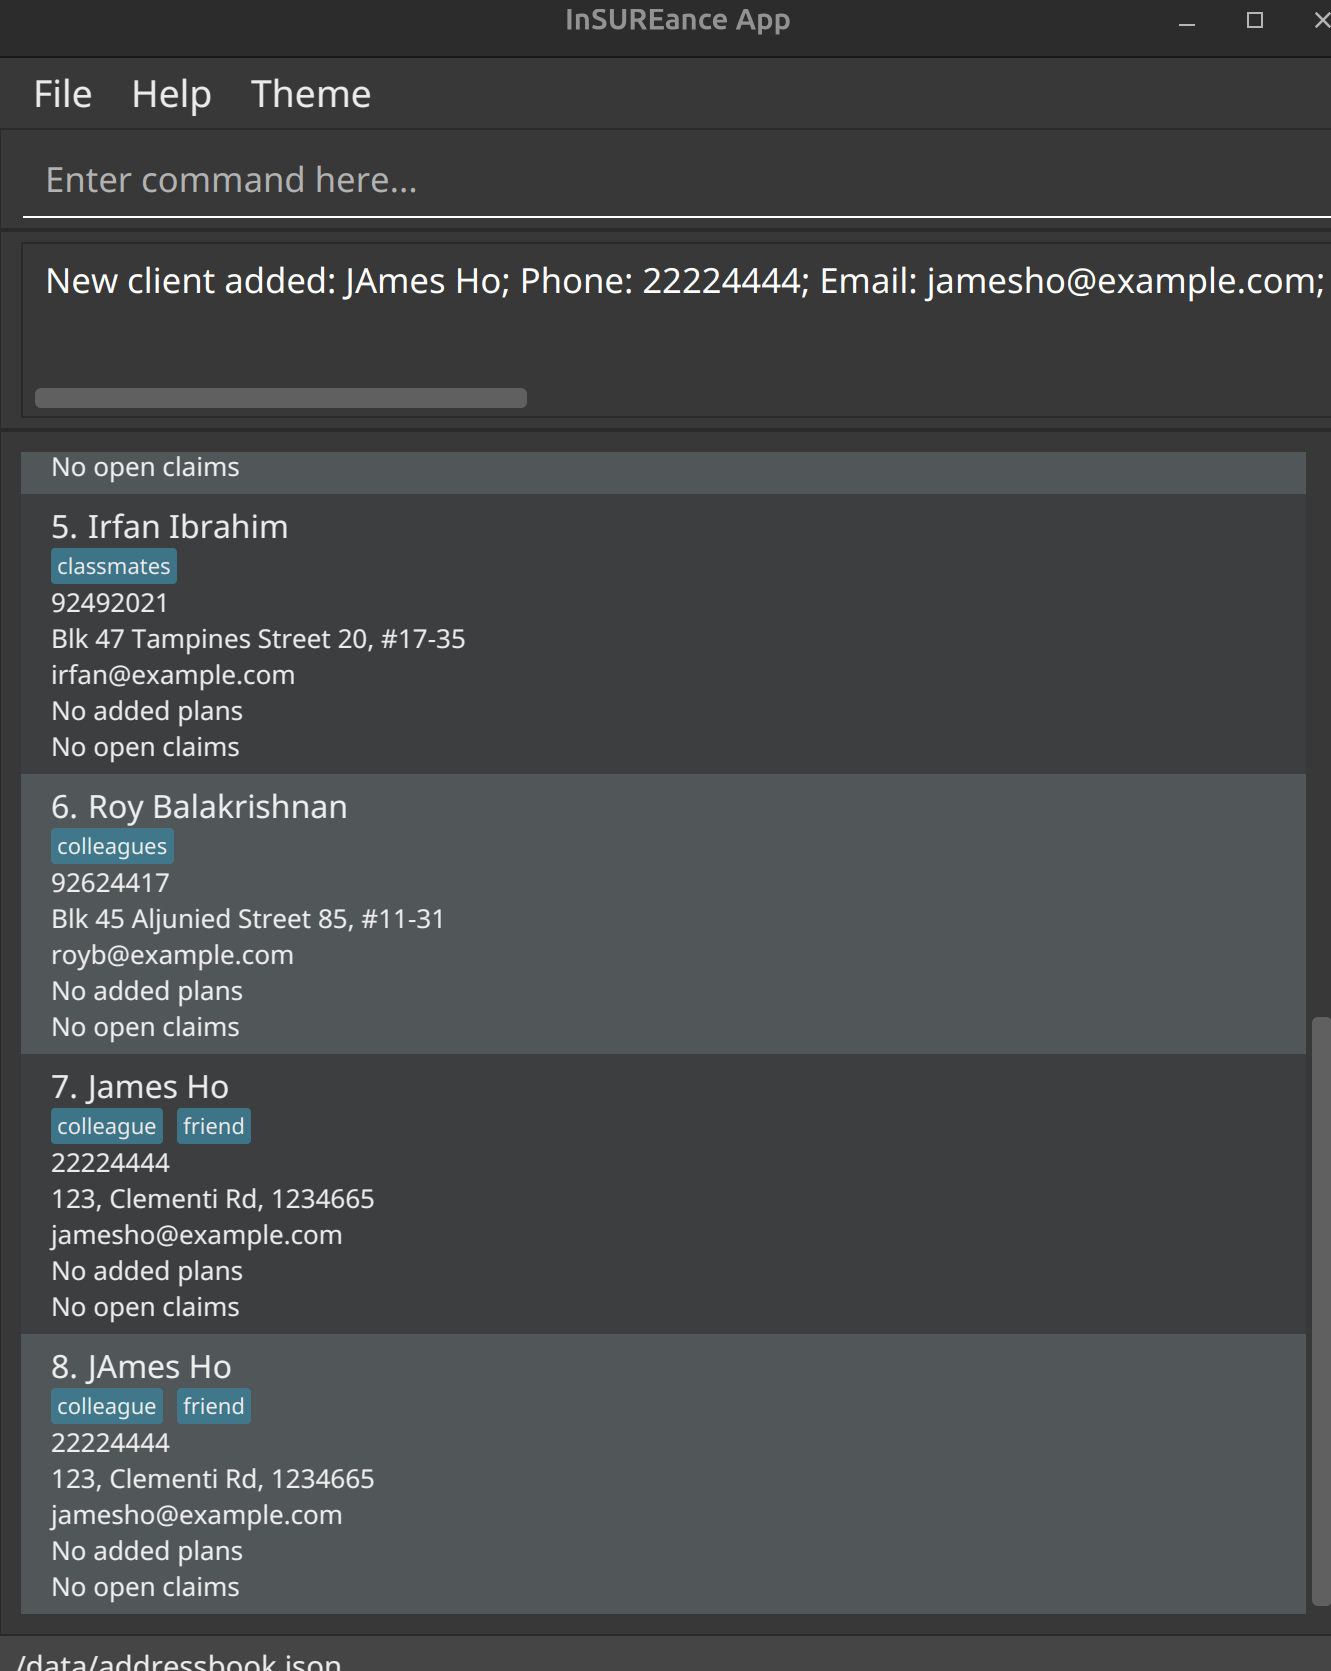 InSUREance App
File Help Theme
Enter command here...
New client added: JAmes Ho; Phone: 22224444; Email: jamesho@example.com;
No open claims
5. Irfan Ibrahim
classmates
92492021
Blk 47 Tampines Street 20, #17-35
irfan@example.com
No added plans
No open claims
6. Roy Balakrishnan
colleagues
92624417
Blk 45 Aljunied Street 85, #11-31
royb@example.com
No added plans
No open claims
7. James Ho
colleague friend
22224444
123, Clementi Rd, 1234665
jamesho@example.com
No added plans
No open claims
8. JAmes Ho
colleague friend
22224444
123, Clementi Rd, 1234665
jamesho@example.com
No added plans
No open claims
/data/addressbook.json